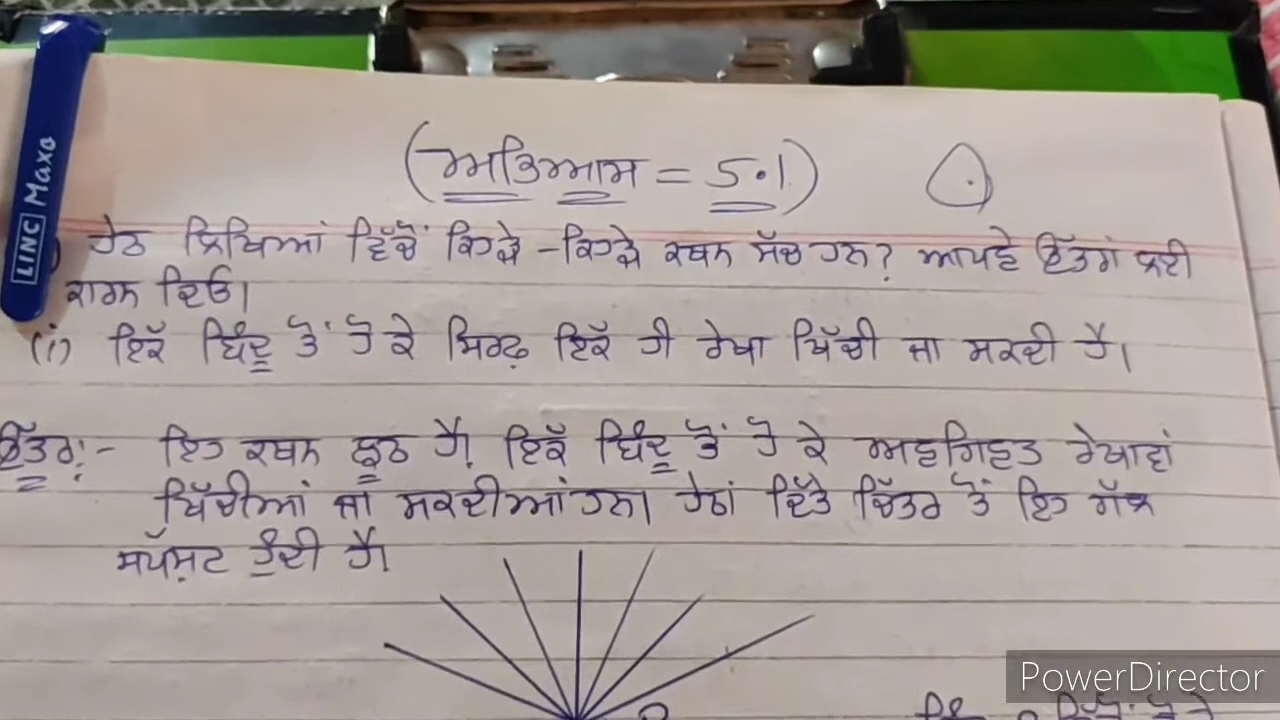 (ਅਭਿਆਸ = 5.1)
LINC Maxo
ਹੇਠ ਲਿਖਿਆਂ ਵਿੱਚੋਂ ਕਿਹੜੇ - ਕਿਹੜੇ ਕਥਨ ਸੱਚ ਹਨ? ਆਪਣੇ ਉੱਤਰਾਂ ਲਈ
ਕਾਰਨ ਦਿਓ।
(i) ਇੱਕ ਬਿੰਦੂ ਤੋਂ ਹੋ ਕੇ ਸਿਰਫ਼ ਇੱਕ ਹੀ ਰੇਖਾ ਖਿੱਚੀ ਜਾ ਸਕਦੀ ਹੈ।
ਉੱਤਰ:- ਇਹ ਕਥਨ ਝੂਠ ਹੈ। ਇੱਕ ਬਿੰਦੂ ਤੋਂ ਹੋ ਕੇ ਅਣਗਿਣਤ ਰੇਖਾਵਾਂ
ਖਿੱਚੀਆਂ ਜਾ ਸਕਦੀਆਂ ਹਨ। ਹੇਠਾਂ ਦਿੱਤੇ ਚਿੱਤਰ ਤੋਂ ਇਹ ਗੱਲ
ਸਪੱਸ਼ਟ ਹੁੰਦੀ ਹੈ।
PowerDirector